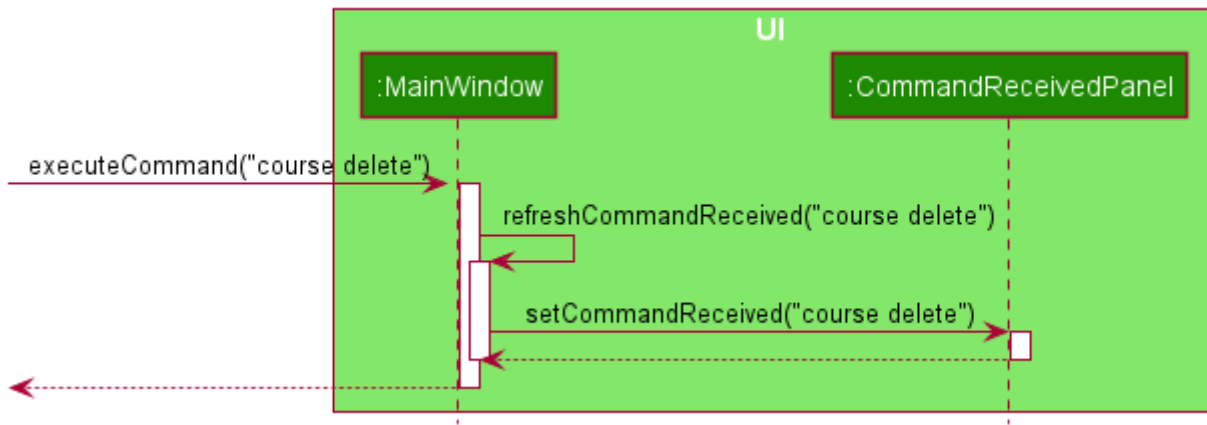 UI
:MainWindow
:CommandReceivedPanel
executeCommand("course delete")
refreshCommandReceived("course delete")
setCommandReceived("course delete")